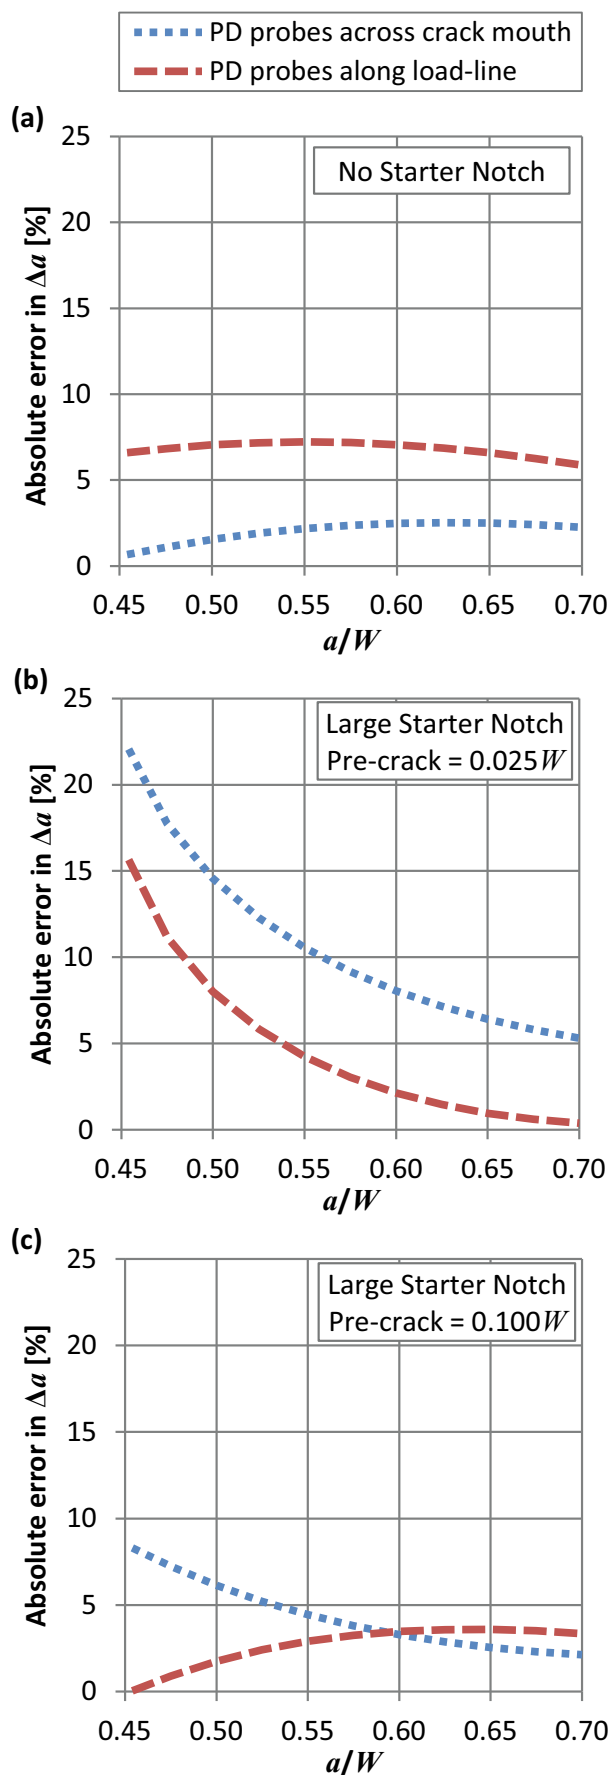 PD probes across crack mouth
PD probes along load-line
(a)
No Starter Notch
Absolute error in Δa [%]
25
20
15
10
5
0
0.45 0.50 0.55 0.60 0.65 0.70
a/W
(b)
Large Starter Notch
Pre-crack = 0.025W
Absolute error in Δa [%]
25
20
15
10
5
0
0.45 0.50 0.55 0.60 0.65 0.70
a/W
(c)
Large Starter Notch
Pre-crack = 0.100W
Absolute error in Δa [%]
25
20
15
10
5
0
0.45 0.50 0.55 0.60 0.65 0.70
a/W